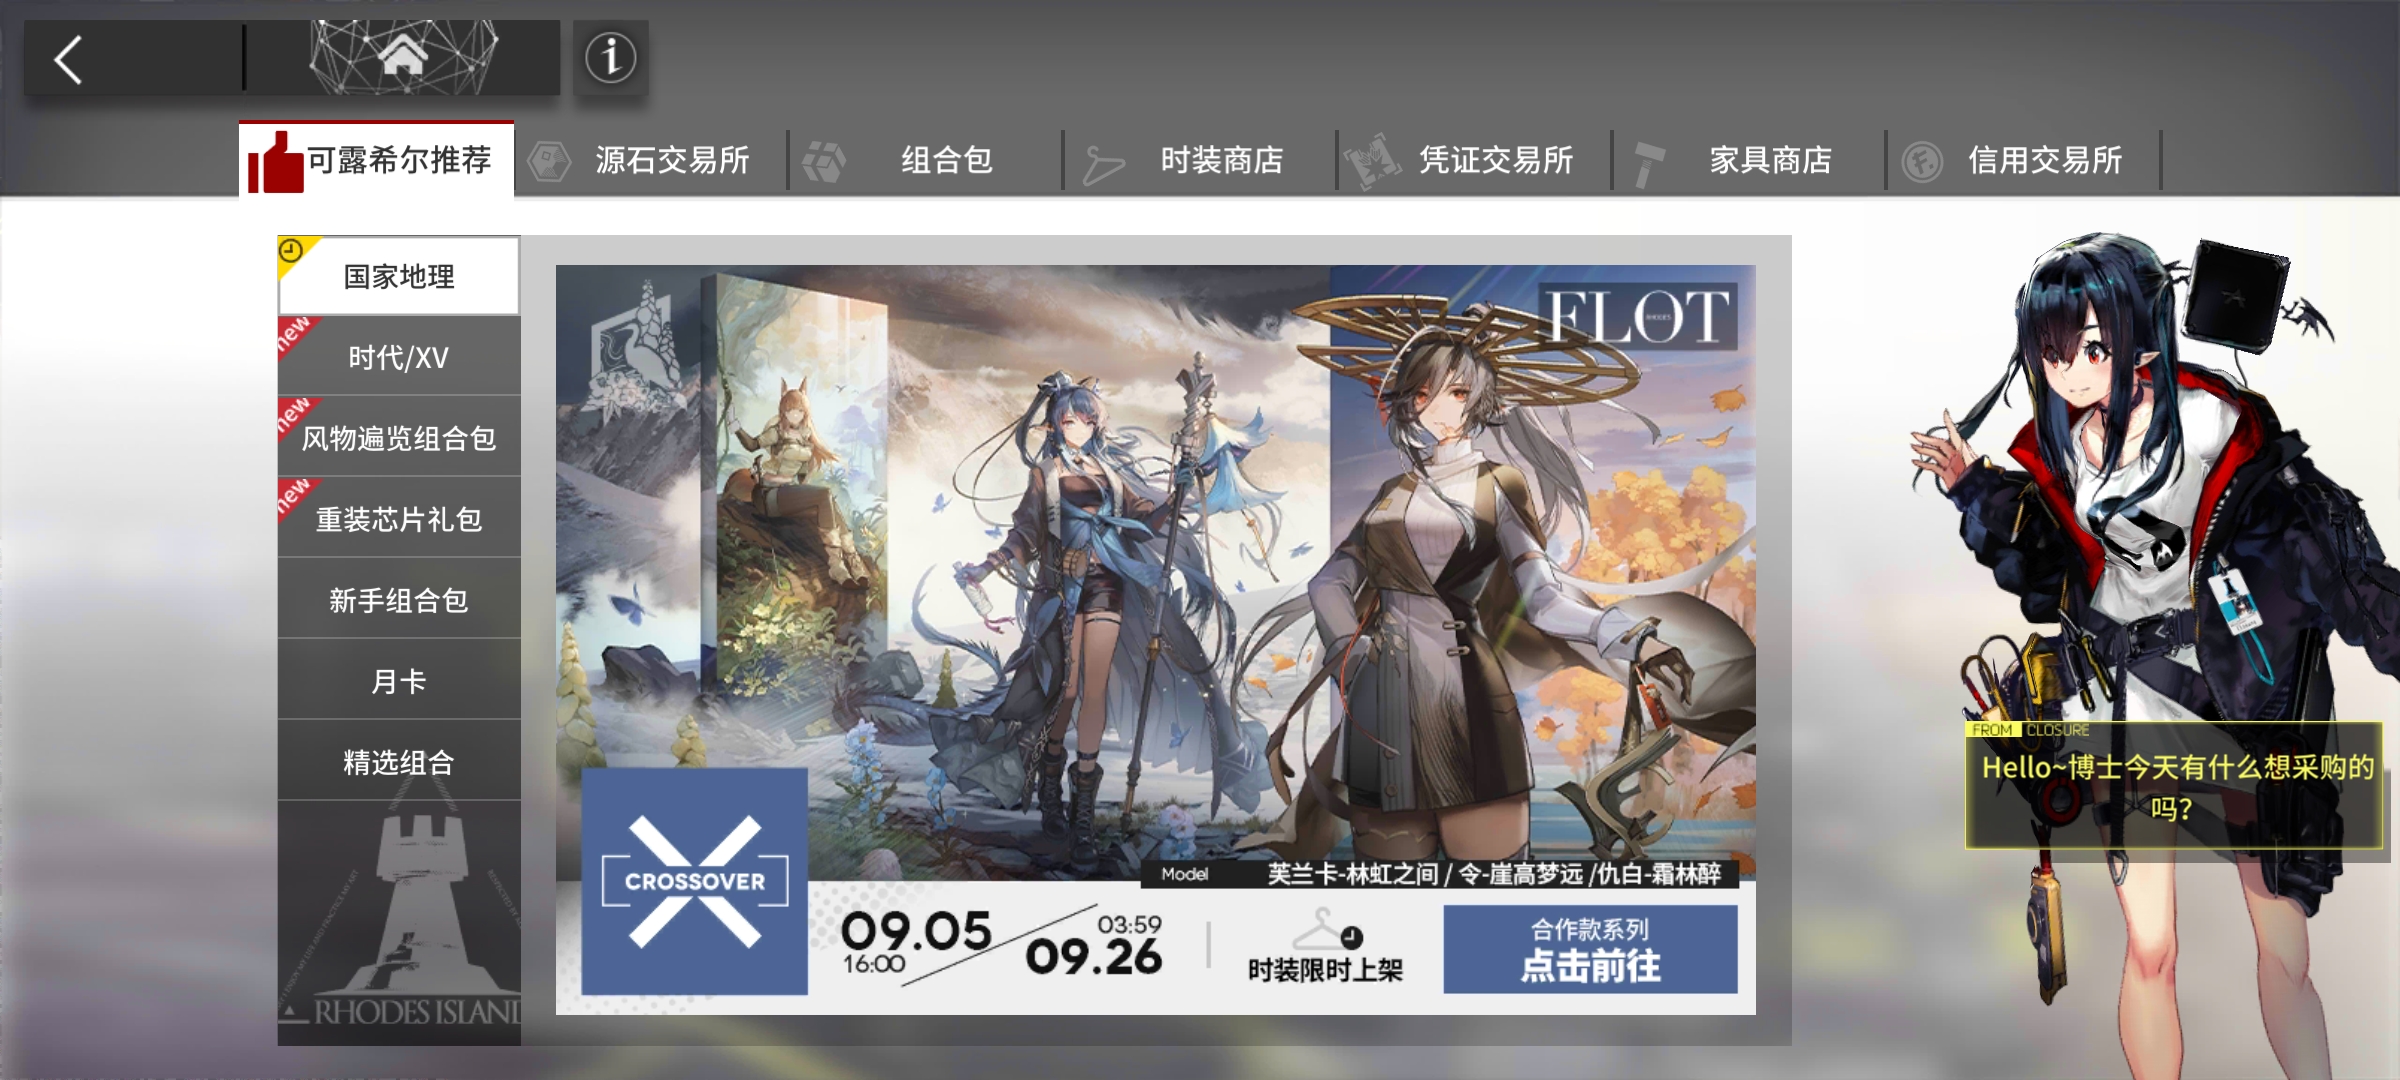 可露希尔推荐
源石交易所
组合包
时装商店
凭证交易所
家具商店
信用交易所
国家地理
new
时代/XV
new
风物遍览组合包
new
重装芯片礼包
新手组合包
月卡
精选组合
RHODES ISLAND
FLOT
Model 芙兰卡-林虹之间 / 令-崖高梦远 /仇白-霜林醉
CROSSOVER
09.05
16:00
03:59
09.26
时装限时上架
合作款系列
点击前往
FROM CLOSURE
Hello~博士今天有什么想采购的
吗?